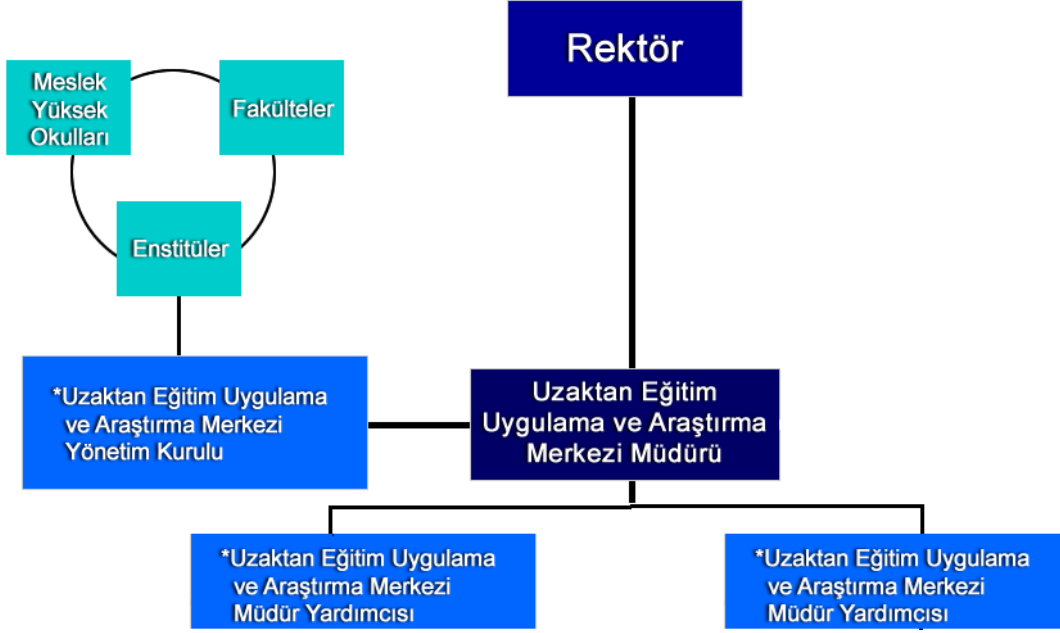 Rektör
Meslek
Yüksek
Okulları
Fakülteler
Enstitüler
*Uzaktan Eğitim Uygulama
ve Araştırma Merkezi
Yönetim Kurulu
Uzaktan Eğitim
Uygulama ve Araştırma
Merkezi Müdürü
*Uzaktan Eğitim Uygulama
ve Araştırma Merkezi
Müdür Yardımcısı
*Uzaktan Eğitim Uygulama
ve Araştırma Merkezi
Müdür Yardımcısı